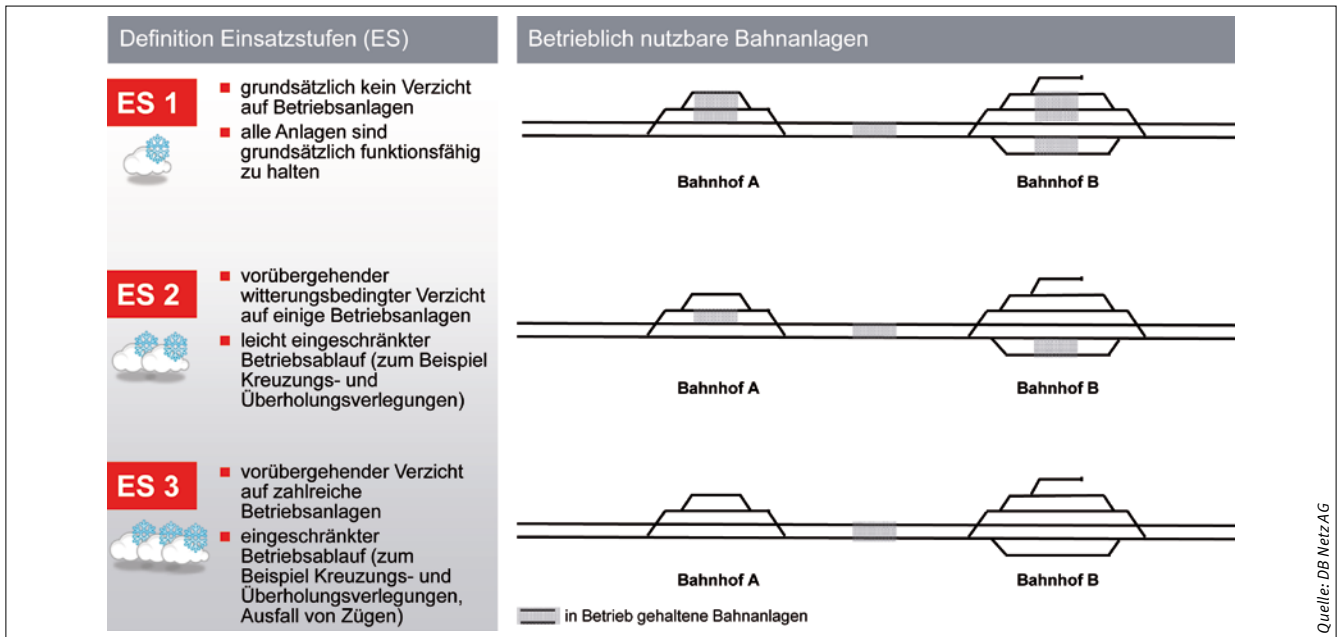 Definition Einsatzstufen (ES)
Betrieblich nutzbare Bahnanlagen
ES 1
■ grundsätzlich kein Verzicht
auf Betriebsanlagen
■ alle Anlagen sind
grundsätzlich funktionsfähig
zu halten
Bahnhof A
Bahnhof B
ES 2
■ vorübergehender
witterungsbedingter Verzicht
auf einige Betriebsanlagen
■ leicht eingeschränkter
Betriebsablauf (zum Beispiel
Kreuzungs- und
Überholungsverlegungen)
Bahnhof A
Bahnhof B
ES 3
■ vorübergehender Verzicht
auf zahlreiche
Betriebsanlagen
■ eingeschränkter
Betriebsablauf (zum
Beispiel Kreuzungs- und
Überholungsverlegungen,
Ausfall von Zügen)
Bahnhof A
Bahnhof B
in Betrieb gehaltene Bahnanlagen
Quelle: DB Netz AG